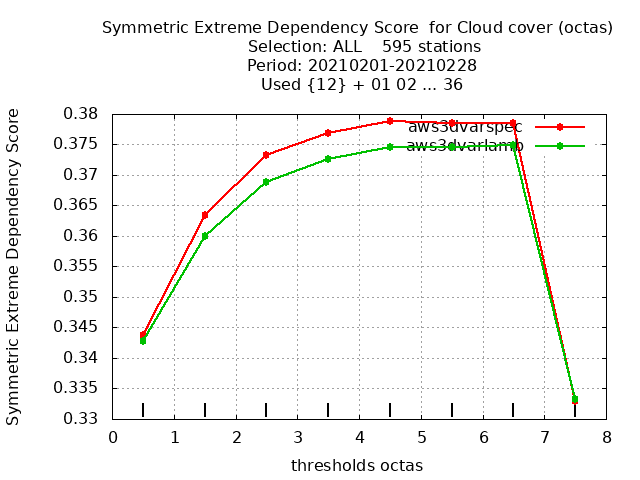 Symmetric Extreme Dependency Score for Cloud cover (octas)
Selection: ALL 595 stations
Period: 20210201-20210228
Used {12} + 01 02 ... 36
Symmetric Extreme Dependency Score
0.38
0.375
0.37
0.365
0.36
0.355
0.35
0.345
0.34
0.335
0.33
aws3dvarspec
aws3dvarlamb
0 1 2 3 4 5 6 7 8
thresholds octas